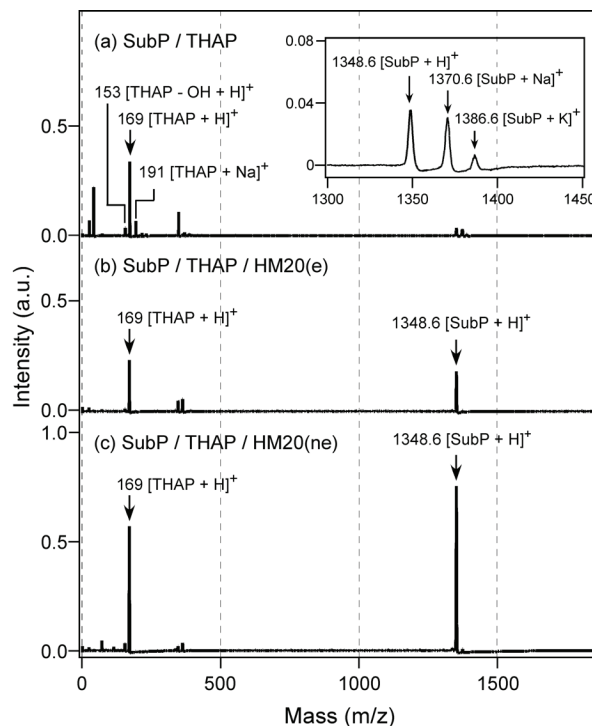 (a) SubP / THAP
153 [THAP - OH + H]+
169 [THAP + H]+
191 [THAP + Na]+
0.5
0.0
0.08
0.04
0
1348.6 [SubP + H]+
1370.6 [SubP + Na]+
1386.6 [SubP + K]+
1300 1350 1400 1450
(b) SubP / THAP / HM20(e)
169 [THAP + H]+
1348.6 [SubP + H]+
0.5
0.0
Intensity (a.u.)
1.0
(c) SubP / THAP / HM20(ne)
169 [THAP + H]+
1348.6 [SubP + H]+
0.5
0.0
0 500 1000 1500
Mass (m/z)